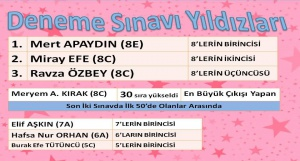 Deneme Sınavı Yıldızları
1. Mert APAYDIN (8E) 8'LERİN BİRİNCİSİ
2. Miray EFE (8C) 8'LERİN İKİNCİSİ
3. Ravza ÖZBEY (8C) 8'LERİN ÜÇÜNCÜSÜ
Meryem A. KIRAK (8C) 30 sıra yükseldi En Büyük Çıkışı Yapan
Son İki Sınavda İlk 50'de Olanlar Arasında
Elif AŞKIN (7A) 7'LERİN BİRİNCİSİ
Hafsa Nur ORHAN (6A) 6'LARIN BİRİNCİSİ
Burak Efe TÜTÜNCÜ (5C) 5'LERİN BİRİNCİSİ